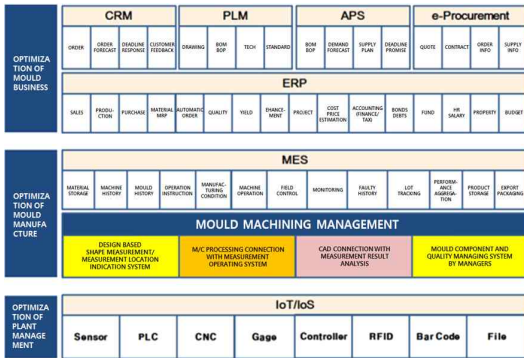 CRM
PLM
APS
e-Procurement
ORDER
ORDER
FORECAST
DEADLINE
RESPONSE
CUSTOMER
FEEDBACK
DRAWING
BOM
BOP
TECH
STANDARD
BOM
BOP
DEMAND
FORECAST
SUPPLY
PLAN
DEADLINE
PROMISE
QUOTE
CONTRACT
ORDER
INFO
SUPPLY
INFO
OPTIMIZA
TION OF
MOULD
BUSINESS
ERP
SALES
PRODU-
CTION
PURCHASE
MATERIAL
MRP
AUTOMATIC
ORDER
QUALITY
YIELD
EHANCE-
MENT
PROJECT
COST
PRICE
ESTIMATION
ACCOUNTING
(FINANCE/
TAX)
BONDS
DEBTS
FUND
HR
SALARY
PROPERTY
BUDGET
OPTIMIZA
TION OF
MOULD
MANUFA
CTURE
MES
MATERIAL
STORAGE
MACHINE
HISTORY
MOULD
HISTORY
OPERATION
INSTRUCTION
MANUFAC-
TURING
CONDITION
MACHINE
OPERATION
FIELD
CONTROL
MONITORING
FAULTY
HISTORY
LOT
TRACKING
PERFORM-
ANCE
AGGREGA-
TION
PRODUCT
STORAGE
EXPORT
PACKAGING
MOULD MACHINING MANAGEMENT
DESIGN BASED
SHAPE MEASUREMENT/
MEASUREMENT LOCATION
INDICATION SYSTEM
M/C PROCESSING CONNECTION
WITH MEASUREMENT
OPERATING SYSTEM
CAD CONNECTION WITH
MEASUREMENT RESULT
ANALYSIS
MOULD COMPONENT AND
QUALITY MANAGING SYSTEM
BY MANAGERS
OPTIMIZA
TION OF
PLANT
MANAGE
MENT
IoT/IoS
Sensor
PLC
CNC
Gage
Controller
RFID
Bar Code
File